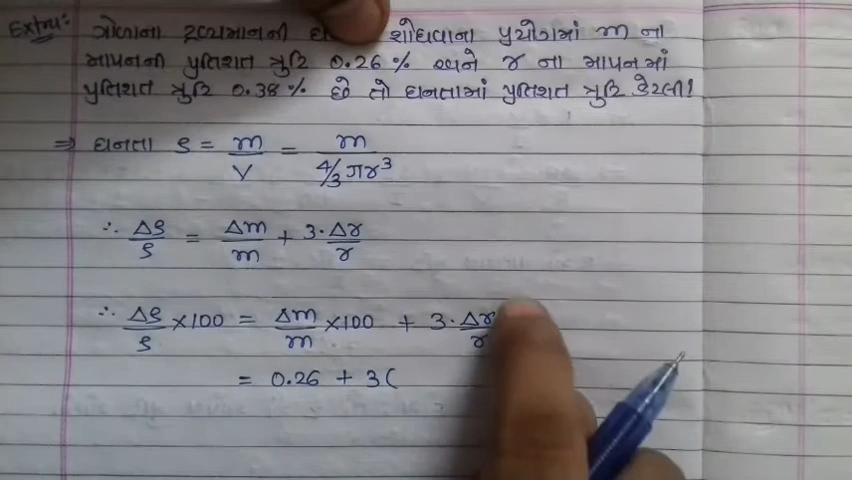 Extra: ગોળાના દ્રવ્યમાનની શોધવાના પ્રયોગમાં m ના
માપનની પ્રતિશત ત્રુટિ 0.26 % અને r ના માપનમાં
પ્રતિશત ત્રુટિ 0.38 % છે તો ઘનતામાં પ્રતિશત ત્રુટિ કેટલી?
⇒ ઘનતા ρ = m/V = m/(4/3 πr³)
∴ Δρ/ρ = Δm/m + 3·Δr/r
∴ Δρ/ρ ×100 = Δm/m ×100 + 3·Δr/r
= 0.26 + 3(